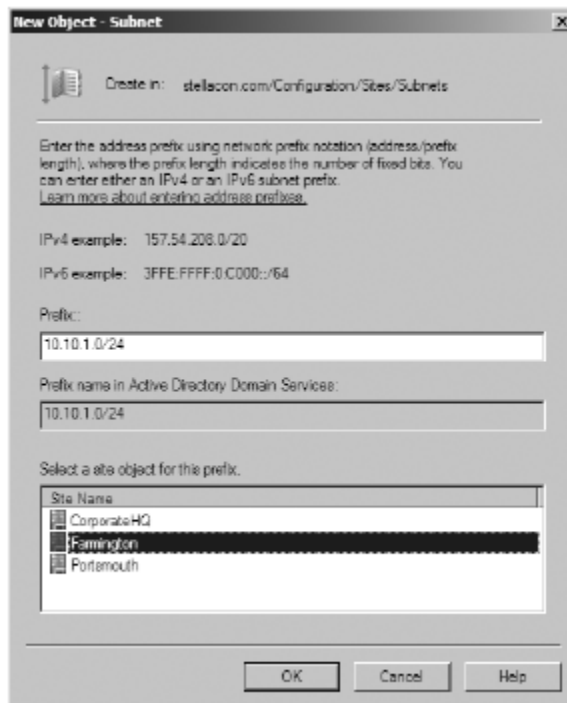 New Object - Subnet
Create in: stellacon.com/Configuration/Sites/Subnets
Enter the address prefix using network prefix notation (address/prefix
length), where the prefix length indicates the number of fixed bits. You
can enter either an IPv4 or an IPv6 subnet prefix.
Learn more about entering address prefixes.
IPv4 example: 157.54.208.0/20
IPv6 example: 3FFE:FFFF:0:C000::/64
Prefix::
10.10.1.0/24
Prefix name in Active Directory Domain Services:
10.10.1.0/24
Select a site object for this prefix.
Site Name
CorporateHQ
Farmington
Portsmouth
OK Cancel Help